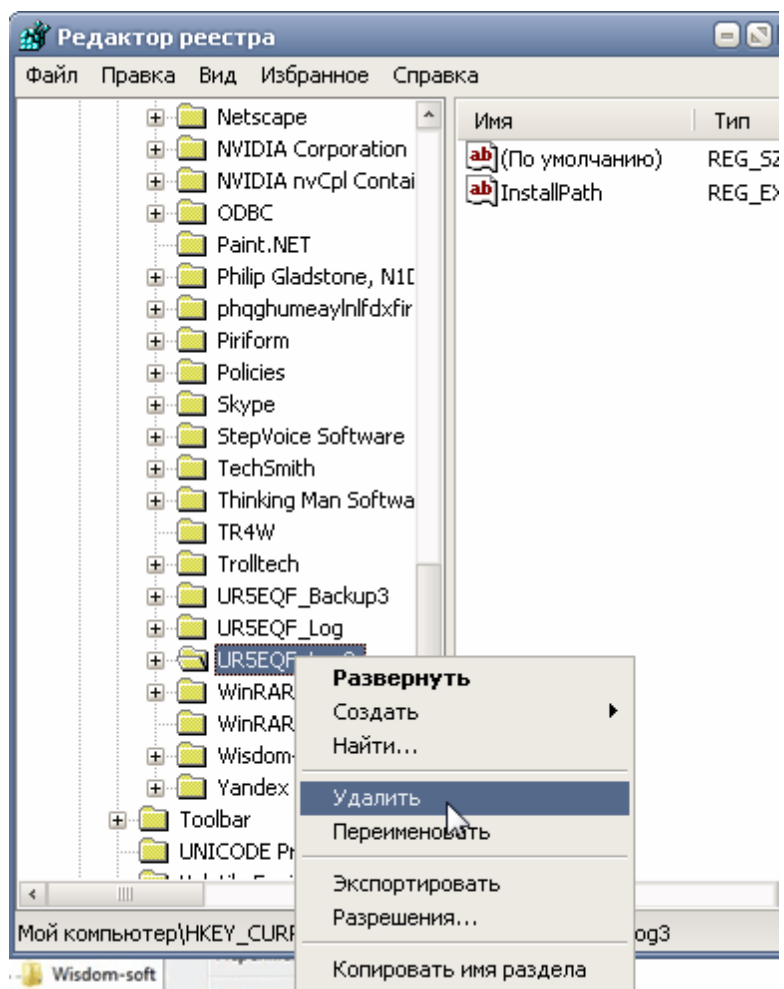 Редактор реестра
Файл Правка Вид Избранное Справка
Netscape
NVIDIA Corporation
NVIDIA nvCpl Contai
ODBC
Paint.NET
Philip Gladstone, N1D
phqghumeaylnlfdxfir
Piriform
Policies
Skype
StepVoice Software
TechSmith
Thinking Man Softwa
TR4W
Trolltech
UR5EQF_Backup3
UR5EQF_Log
UR5EQF
WinRAR
WinRAR
Wisdom-
Yandex
Toolbar
UNICODE Pr
Имя Тип
(По умолчанию) REG_SZ
InstallPath REG_EX
Развернуть
Создать
Найти...
Удалить
Переименовать
Экспортировать
Разрешения...
Копировать имя раздела
Мой компьютер\HKEY_CURR og3
Wisdom-soft